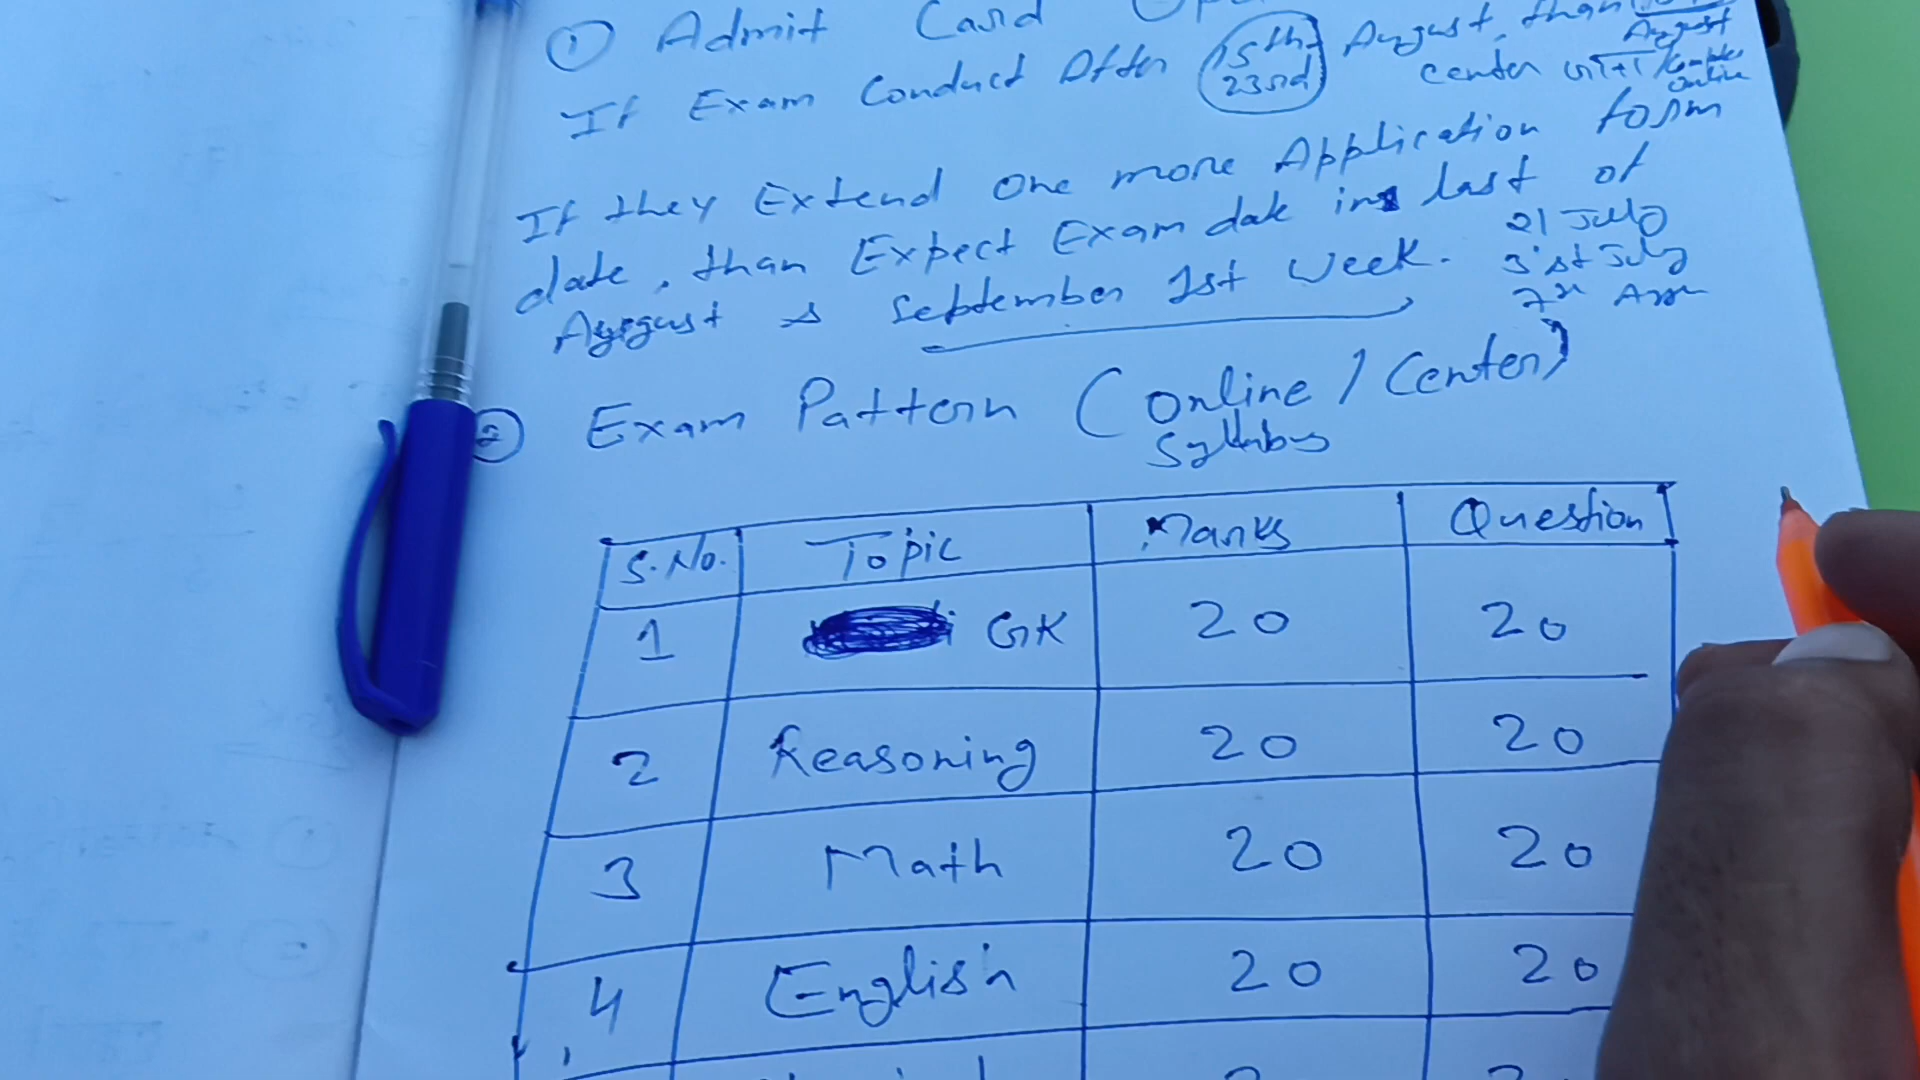 ① Admit Card
If Exam Conduct After 15th August, than
23rd
August
center
online
If they Extend one more Application form
date, than Expect Exam date in last of
August & September 1st Week.
21 July
31st July
7th
② Exam Pattern (Online / Center)
Syllabus
S.No. Topic Marks Question
1 GK 20 20
2 Reasoning 20 20
3 Math 20 20
4 English 20 20